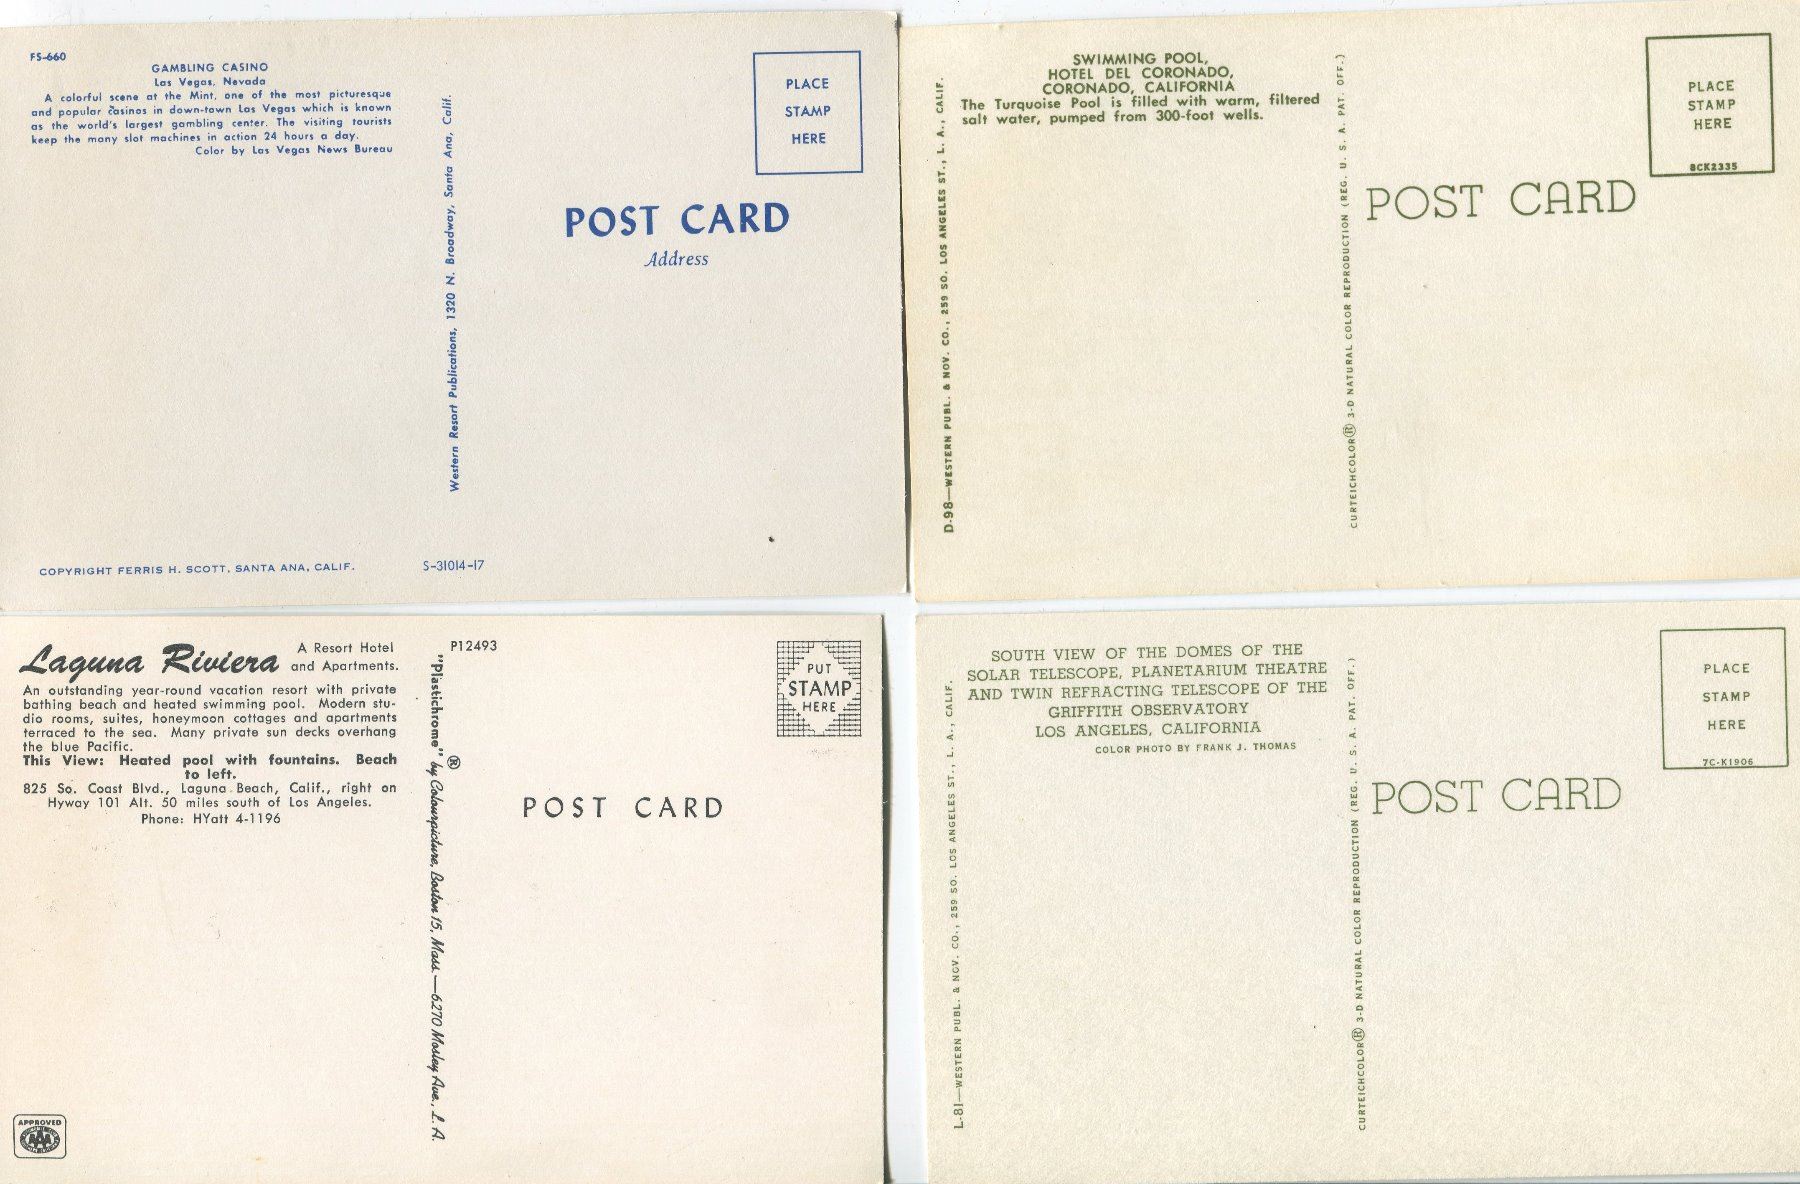 FS-660
GAMBLING CASINO
Las Vegas, Nevada
A colorful scene at the Mint, one of the most picturesque
and popular casinos in down-town Las Vegas which is known
as the world's largest gambling center. The visiting tourists
keep the many slot machines in action 24 hours a day.
Color by Las Vegas News Bureau
COPYRIGHT FERRIS H. SCOTT, SANTA ANA, CALIF.
Western Resort Publications, 1320 N. Broadway, Santa Ana, Calif.
S-31014-17
PLACE
STAMP
HERE
POST CARD
Address
D-98—WESTERN PUBL. & NOV. CO., 259 SO. LOS ANGELES ST., L. A., CALIF.
SWIMMING POOL,
HOTEL DEL CORONADO,
CORONADO, CALIFORNIA
The Turquoise Pool is filled with warm, filtered
salt water, pumped from 300-foot wells.
CURTEICHCOLOR® 3-D NATURAL COLOR REPRODUCTION (REG. U. S. A. PAT. OFF.)
PLACE
STAMP
HERE
8CK2335
POST CARD
Laguna Riviera
A Resort Hotel
and Apartments.
An outstanding year-round vacation resort with private
bathing beach and heated swimming pool. Modern stu-
dio rooms, suites, honeymoon cottages and apartments
terraced to the sea. Many private sun decks overhang
the blue Pacific.
This View: Heated pool with fountains. Beach
to left.
825 So. Coast Blvd., Laguna Beach, Calif., right on
Hyway 101 Alt. 50 miles south of Los Angeles.
Phone: HYatt 4-1196
APPROVED
AAA
P12493
"Plastichrome"® by Colourpicture, Boston 15, Mass.—6270 Mosley Ave., L. A.
PUT
STAMP
HERE
POST CARD
L-81—WESTERN PUBL. & NOV. CO., 259 SO. LOS ANGELES ST., L. A., CALIF.
SOUTH VIEW OF THE DOMES OF THE
SOLAR TELESCOPE, PLANETARIUM THEATRE
AND TWIN REFRACTING TELESCOPE OF THE
GRIFFITH OBSERVATORY
LOS ANGELES, CALIFORNIA
COLOR PHOTO BY FRANK J. THOMAS
CURTEICHCOLOR® 3-D NATURAL COLOR REPRODUCTION (REG. U. S. A. PAT. OFF.)
PLACE
STAMP
HERE
7C-K1906
POST CARD